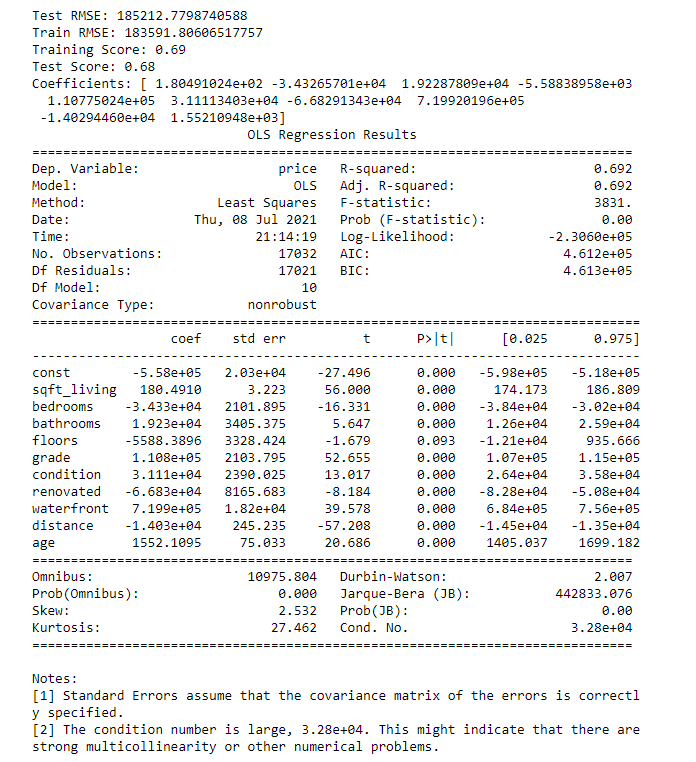 Test RMSE: 185212.7798740588
Train RMSE: 183591.80606517757
Training Score: 0.69
Test Score: 0.68
Coefficients: [ 1.80491024e+02 -3.43265701e+04  1.92287809e+04 -5.58838958e+03
  1.10775024e+05  3.11113403e+04 -6.68291343e+04  7.19920196e+05
 -1.40294460e+04  1.55210948e+03]
                            OLS Regression Results
==============================================================================
Dep. Variable:                  price   R-squared:                       0.692
Model:                            OLS   Adj. R-squared:                  0.692
Method:                 Least Squares   F-statistic:                     3831.
Date:                Thu, 08 Jul 2021   Prob (F-statistic):               0.00
Time:                        21:14:19   Log-Likelihood:            -2.3060e+05
No. Observations:               17032   AIC:                         4.612e+05
Df Residuals:                   17021   BIC:                         4.613e+05
Df Model:                          10
Covariance Type:            nonrobust
===============================================================================
                  coef    std err          t      P>|t|      [0.025      0.975]
-------------------------------------------------------------------------------
const        -5.58e+05   2.03e+04    -27.496      0.000   -5.98e+05   -5.18e+05
sqft_living   180.4910      3.223     56.000      0.000     174.173     186.809
bedrooms    -3.433e+04   2101.895    -16.331      0.000   -3.84e+04   -3.02e+04
bathrooms    1.923e+04   3405.375      5.647      0.000    1.26e+04    2.59e+04
floors      -5588.3896   3328.424     -1.679      0.093   -1.21e+04     935.666
grade        1.108e+05   2103.795     52.655      0.000    1.07e+05    1.15e+05
condition    3.111e+04   2390.025     13.017      0.000    2.64e+04    3.58e+04
renovated   -6.683e+04   8165.683     -8.184      0.000   -8.28e+04   -5.08e+04
waterfront   7.199e+05   1.82e+04     39.578      0.000    6.84e+05    7.56e+05
distance    -1.403e+04    245.235    -57.208      0.000   -1.45e+04   -1.35e+04
age          1552.1095     75.033     20.686      0.000    1405.037    1699.182
==============================================================================
Omnibus:                    10975.804   Durbin-Watson:                   2.007
Prob(Omnibus):                  0.000   Jarque-Bera (JB):           442833.076
Skew:                           2.532   Prob(JB):                         0.00
Kurtosis:                      27.462   Cond. No.                     3.28e+04
==============================================================================
Notes:
[1] Standard Errors assume that the covariance matrix of the errors is correctl
y specified.
[2] The condition number is large, 3.28e+04. This might indicate that there are
strong multicollinearity or other numerical problems.